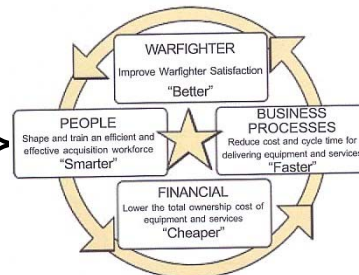 WARFIGHTER
Improve Warfighter Satisfaction
"Better"
PEOPLE
Shape and train an efficient and
effective acquisition workforce
"Smarter"
BUSINESS
PROCESSES
Reduce cost and cycle time for
delivering equipment and services
"Faster"
FINANCIAL
Lower the total ownership cost of
equipment and services
"Cheaper"